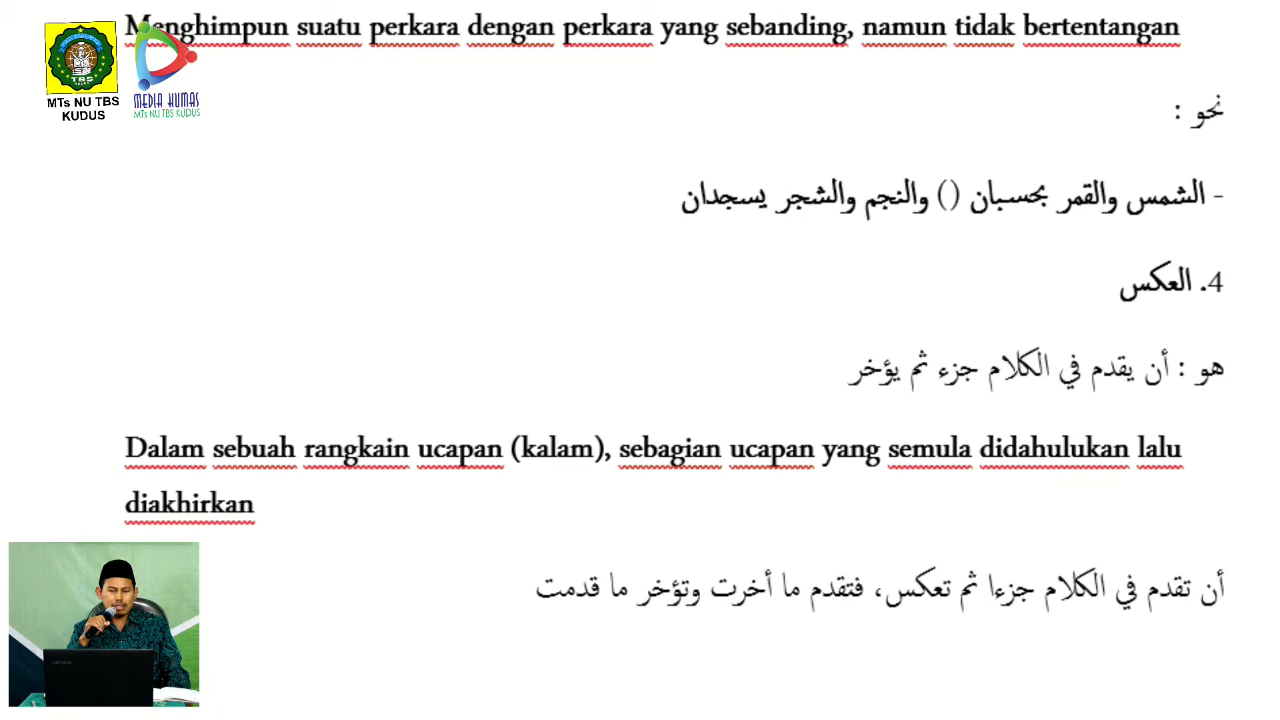 Menghimpun suatu perkara dengan perkara yang sebanding, namun tidak bertentangan
MTs NU TBS
KUDUS
MEDIA HUMAS
MTs NU TBS KUDUS
TBS
نحو :
- الشمس والقمر بحسبان () والنجم والشجر يسجدان
4. العكس
هو : أن يقدم في الكلام جزء ثم يؤخر
Dalam sebuah rangkain ucapan (kalam), sebagian ucapan yang semula didahulukan lalu
diakhirkan
أن تقدم في الكلام جزءا ثم تعكس، فتقدم ما أخرت وتؤخر ما قدمت
Lenovo